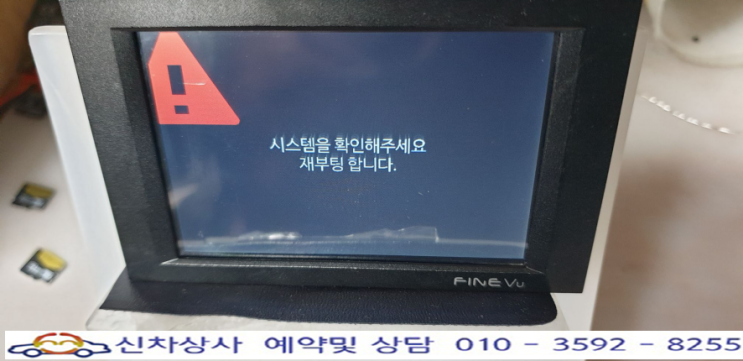 !
시스템을 확인해주세요
재부팅 합니다.
FINEVu
신차상사 예약및 상담 010 - 3592 - 8255